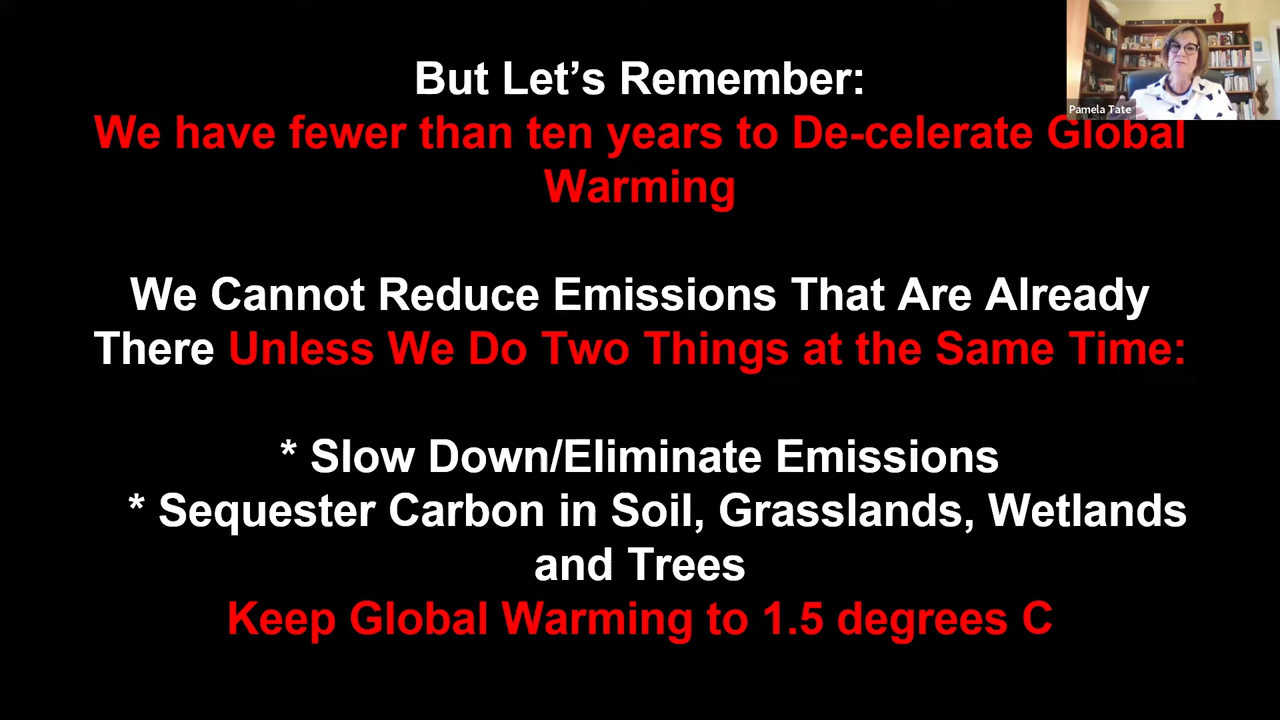 But Let’s Remember:
We have fewer than ten years to De-celerate Global
Warming
We Cannot Reduce Emissions That Are Already
There Unless We Do Two Things at the Same Time:
* Slow Down/Eliminate Emissions
* Sequester Carbon in Soil, Grasslands, Wetlands
and Trees
Keep Global Warming to 1.5 degrees C
Pamela Tate